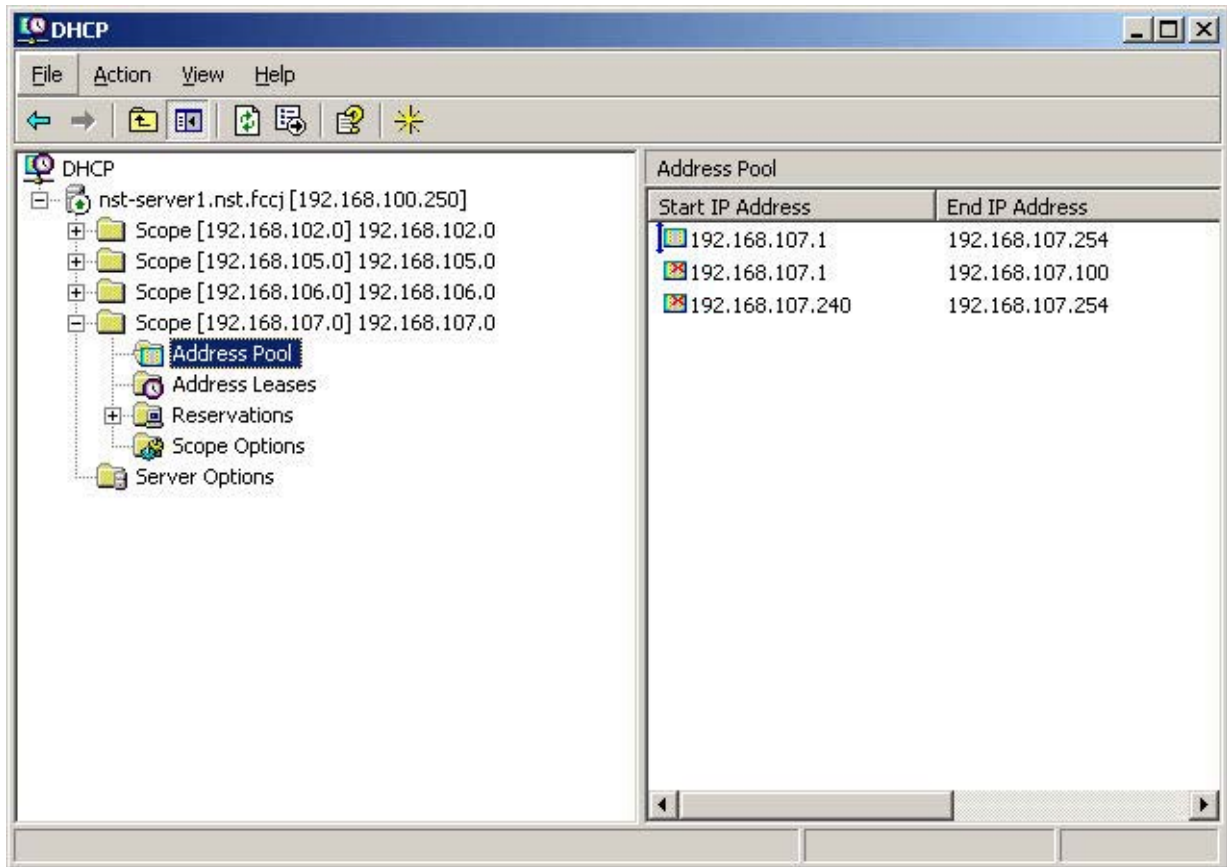 DHCP
File Action View Help
DHCP
nst-server1.nst.fccj [192.168.100.250]
Scope [192.168.102.0] 192.168.102.0
Scope [192.168.105.0] 192.168.105.0
Scope [192.168.106.0] 192.168.106.0
Scope [192.168.107.0] 192.168.107.0
Address Pool
Address Leases
Reservations
Scope Options
Server Options
Address Pool
Start IP Address End IP Address
192.168.107.1 192.168.107.254
192.168.107.1 192.168.107.100
192.168.107.240 192.168.107.254